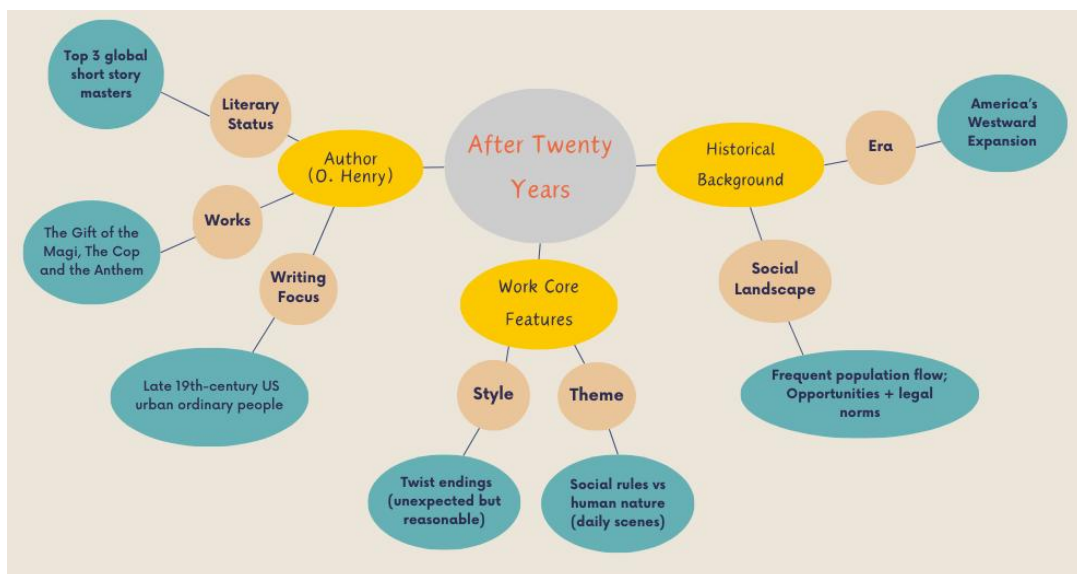 After Twenty
Years
Author
(O. Henry)
Literary
Status
Top 3 global
short story
masters
Works
The Gift of the
Magi, The Cop
and the Anthem
Writing
Focus
Late 19th-century US
urban ordinary people
Work Core
Features
Style
Twist endings
(unexpected but
reasonable)
Theme
Social rules vs
human nature
(daily scenes)
Historical
Background
Era
America's
Westward
Expansion
Social
Landscape
Frequent population flow;
Opportunities + legal
norms